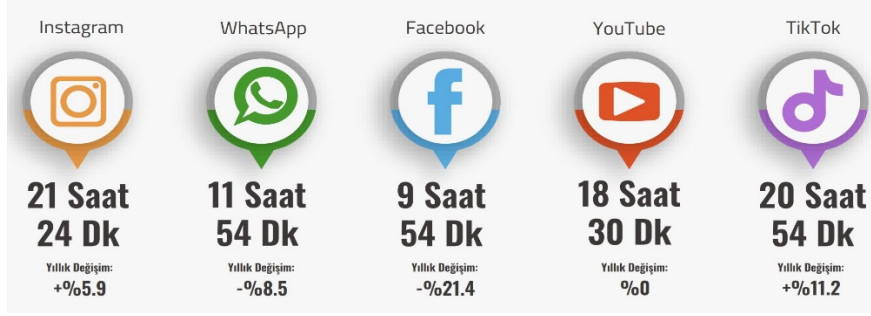 Instagram
WhatsApp
Facebook
YouTube
TikTok
21 Saat
24 Dk
Yıllık Değişim:
+%5.9
11 Saat
54 Dk
Yıllık Değişim:
-%8.5
9 Saat
54 Dk
Yıllık Değişim:
-%21.4
18 Saat
30 Dk
Yıllık Değişim:
%0
20 Saat
54 Dk
Yıllık Değişim:
+%11.2